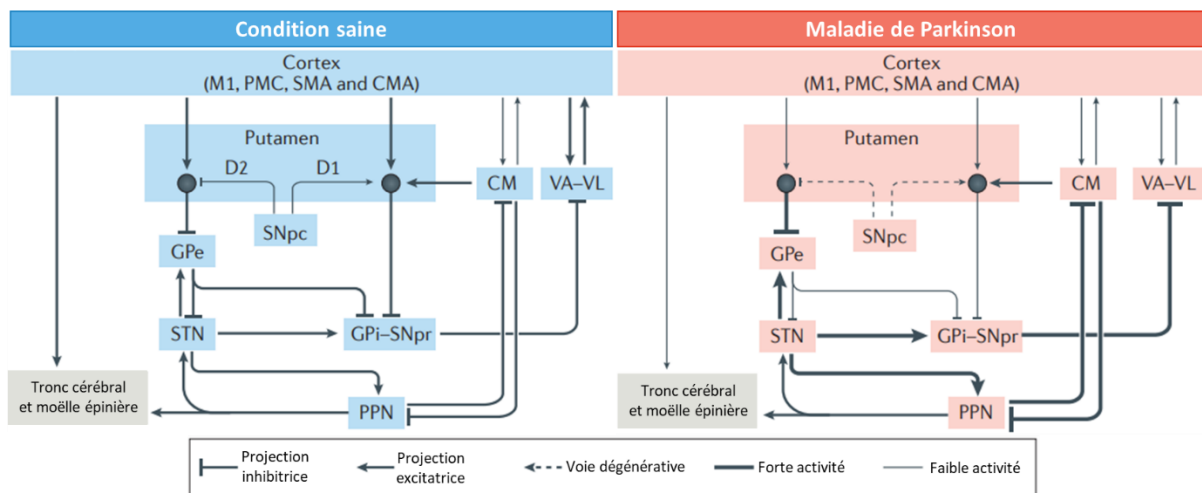 Condition saine
Cortex
(M1, PMC, SMA and CMA)
Putamen
D2
D1
CM
VA–VL
SNpc
GPe
STN
GPi–SNpr
Tronc cérébral
et moëlle épinière
PPN
Maladie de Parkinson
Cortex
(M1, PMC, SMA and CMA)
Putamen
CM
VA–VL
SNpc
GPe
STN
GPi–SNpr
Tronc cérébral
et moëlle épinière
PPN
Projection
inhibitrice
Projection
excitatrice
Voie dégénérative
Forte activité
Faible activité